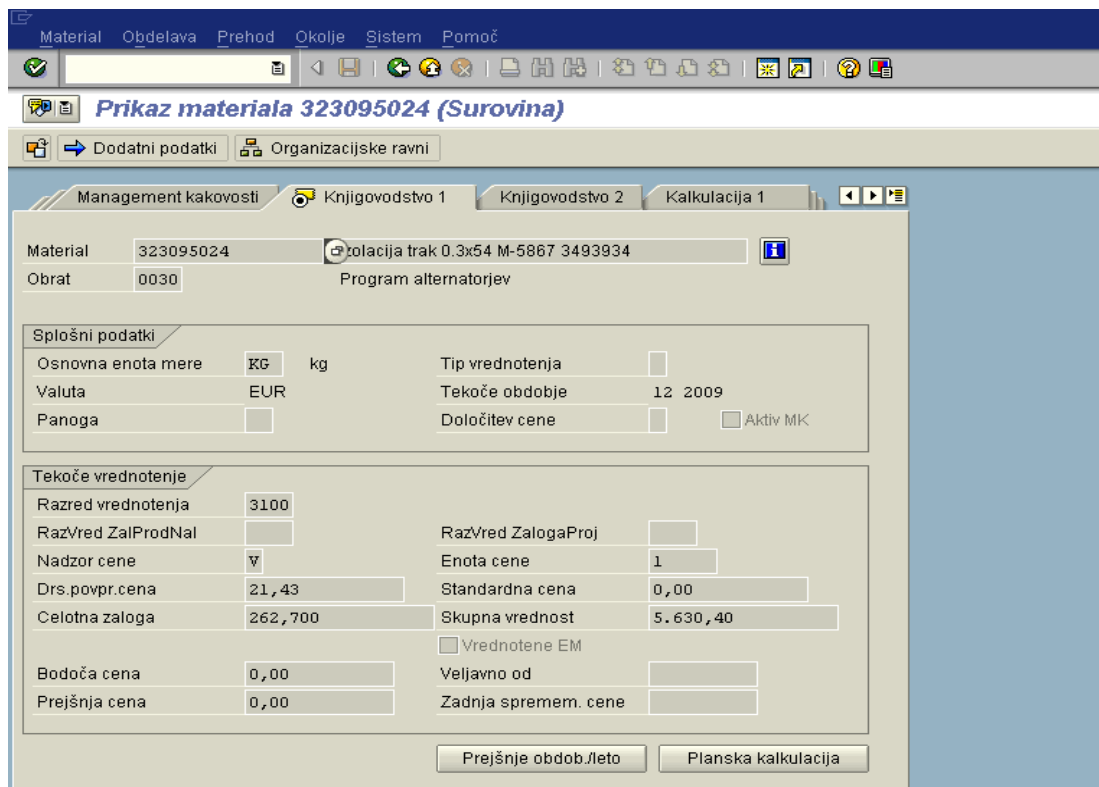 Material Obdelava Prehod Okolje Sistem Pomoč
Prikaz materiala 323095024 (Surovina)
Dodatni podatki Organizacijske ravni
Management kakovosti Knjigovodstvo 1 Knjigovodstvo 2 Kalkulacija 1
Material 323095024 zolacija trak 0.3x54 M-5867 3493934
Obrat 0030 Program alternatorjev
Splošni podatki
Osnovna enota mere KG kg Tip vrednotenja
Valuta EUR Tekoče obdobje 12 2009
Panoga Določitev cene Aktiv MK
Tekoče vrednotenje
Razred vrednotenja 3100
RazVred ZalProdNal RazVred ZalogaProj
Nadzor cene V Enota cene 1
Drs.povpr.cena 21,43 Standardna cena 0,00
Celotna zaloga 262,700 Skupna vrednost 5.630,40
Vrednotene EM
Bodoča cena 0,00 Veljavno od
Prejšnja cena 0,00 Zadnja spremem. cene
Prejšnje obdob./leto Planska kalkulacija